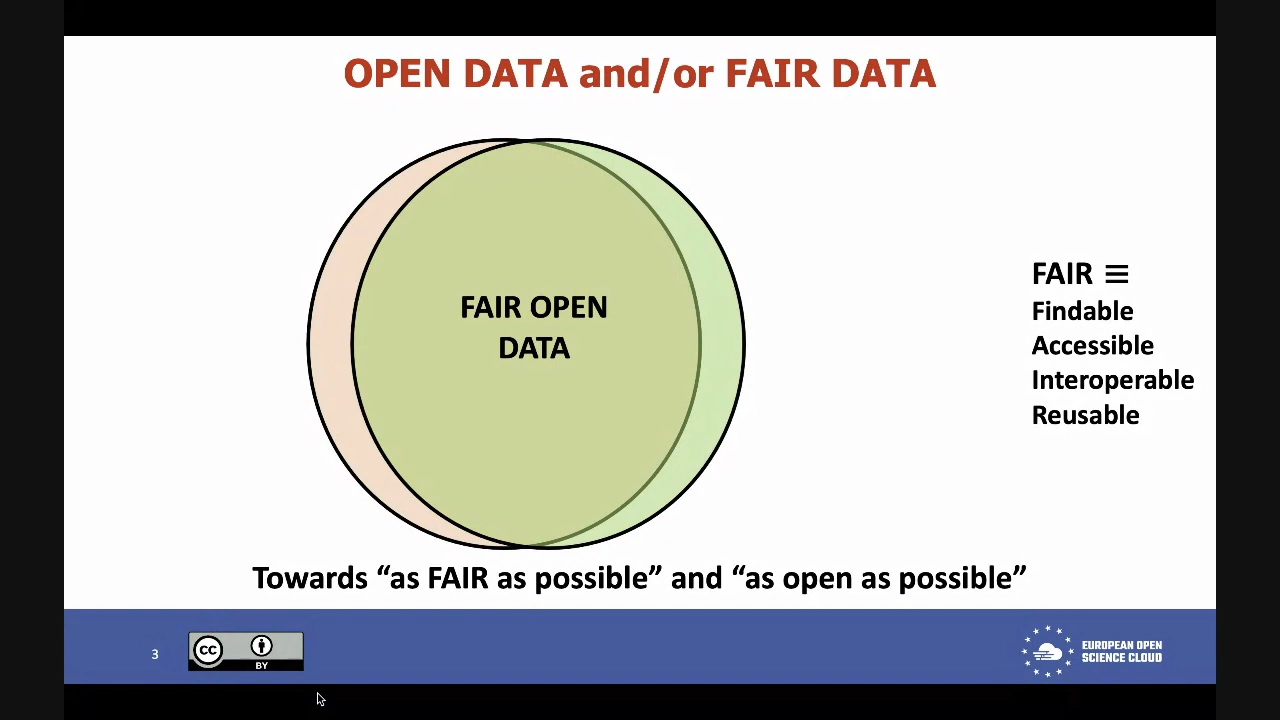 OPEN DATA and/or FAIR DATA
FAIR OPEN
DATA
FAIR ≡
Findable
Accessible
Interoperable
Reusable
Towards “as FAIR as possible” and “as open as possible”
3
CC
BY
EUROPEAN OPEN
SCIENCE CLOUD